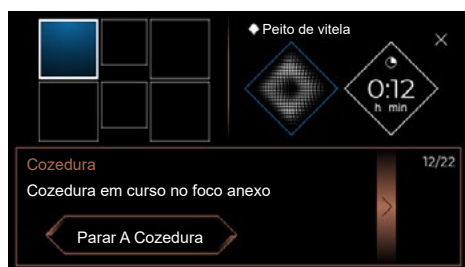 Peito de vitela
0:12
h min
Cozedura
12/22
Cozedura em curso no foco anexo
Parar A Cozedura